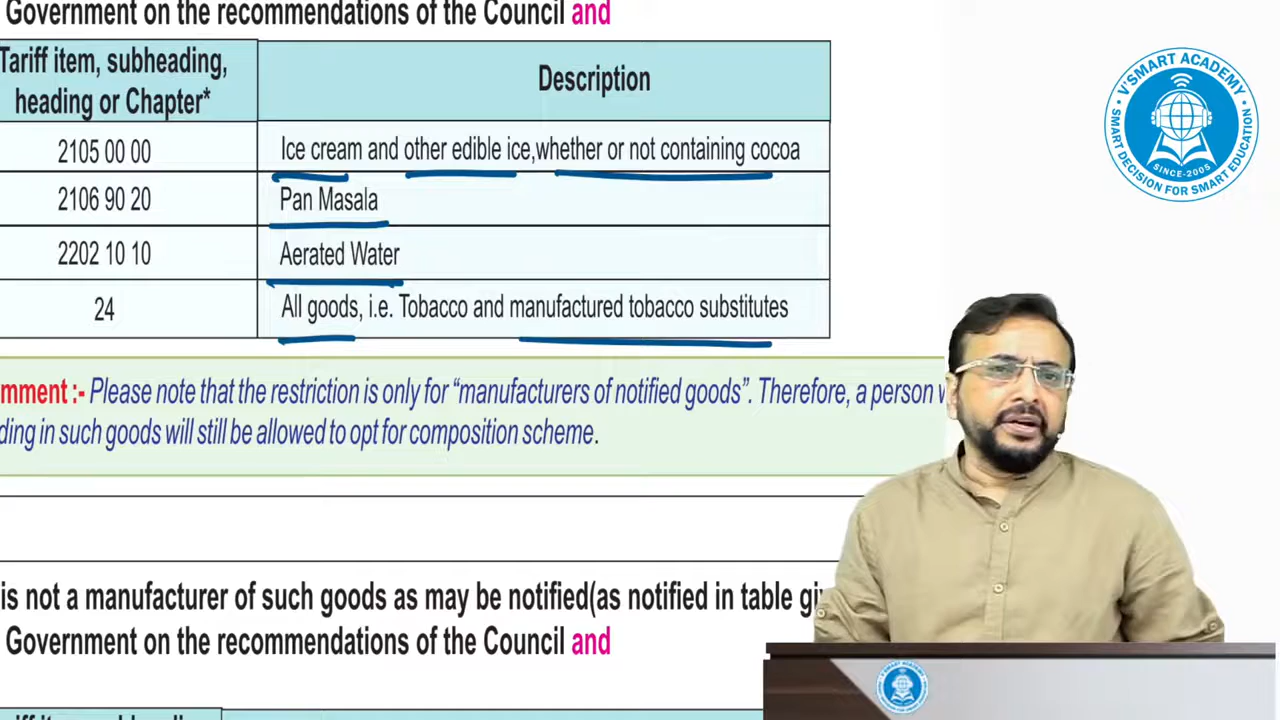 Government on the recommendations of the Council and
Tariff item, subheading,
heading or Chapter*
Description
2105 00 00
Ice cream and other edible ice,whether or not containing cocoa
2106 90 20
Pan Masala
2202 10 10
Aerated Water
24
All goods, i.e. Tobacco and manufactured tobacco substitutes
mment :- Please note that the restriction is only for “manufacturers of notified goods”. Therefore, a person
ding in such goods will still be allowed to opt for composition scheme.
is not a manufacturer of such goods as may be notified(as notified in table
Government on the recommendations of the Council and
V'SMART ACADEMY
SINCE-2005
SMART DECISION FOR SMART EDUCATION